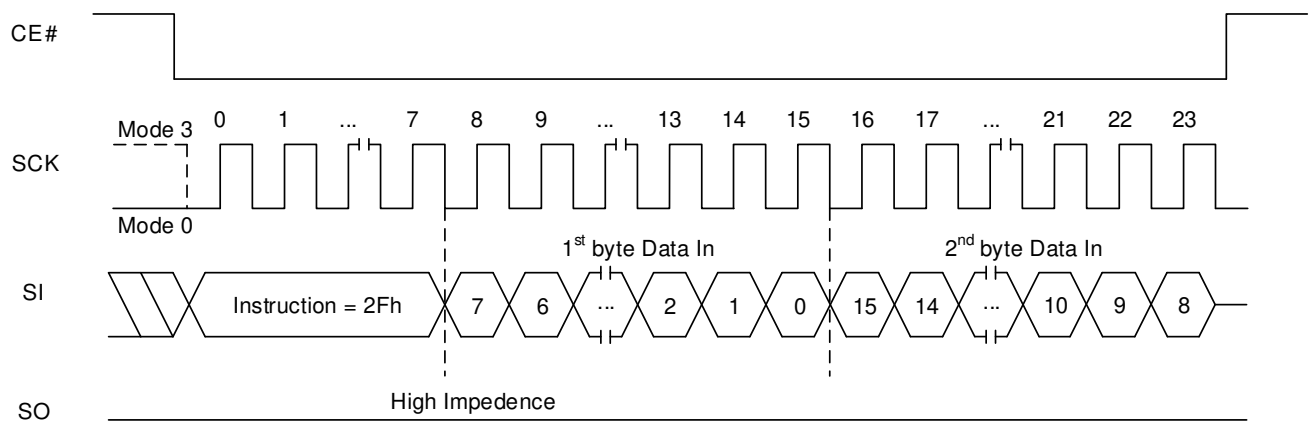 CE#
0 1 ... 7 8 9 ... 13 14 15 16 17 ... 21 22 23
Mode 3
SCK
Mode 0
1st byte Data In 2nd byte Data In
SI Instruction = 2Fh 7 6 ... 2 1 0 15 14 ... 10 9 8
High Impedence
SO